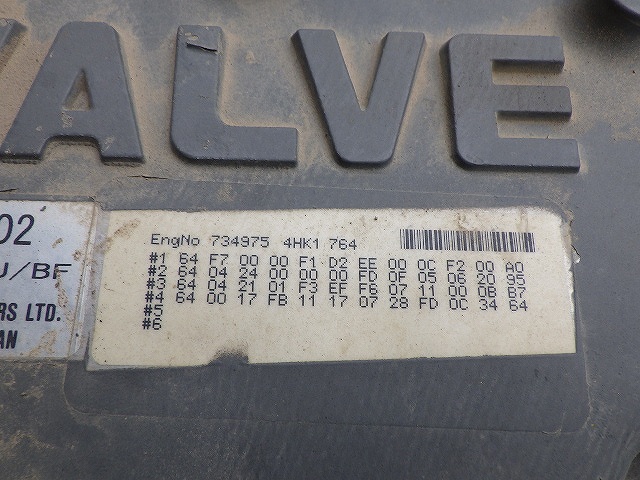 VALVE
02
J/BF
RS LTD.
AN
EngNo 734975 4HK1 764
#1 64 F7 00 00 F1 D2 EE 00 0C F2 00 A0
#2 64 04 24 00 00 00 FD 0F 05 06 20 95
#3 64 04 21 01 F3 EF F6 07 11 00 0B B7
#4 64 00 17 FB 11 17 07 28 FD 0C 34 64
#5
#6